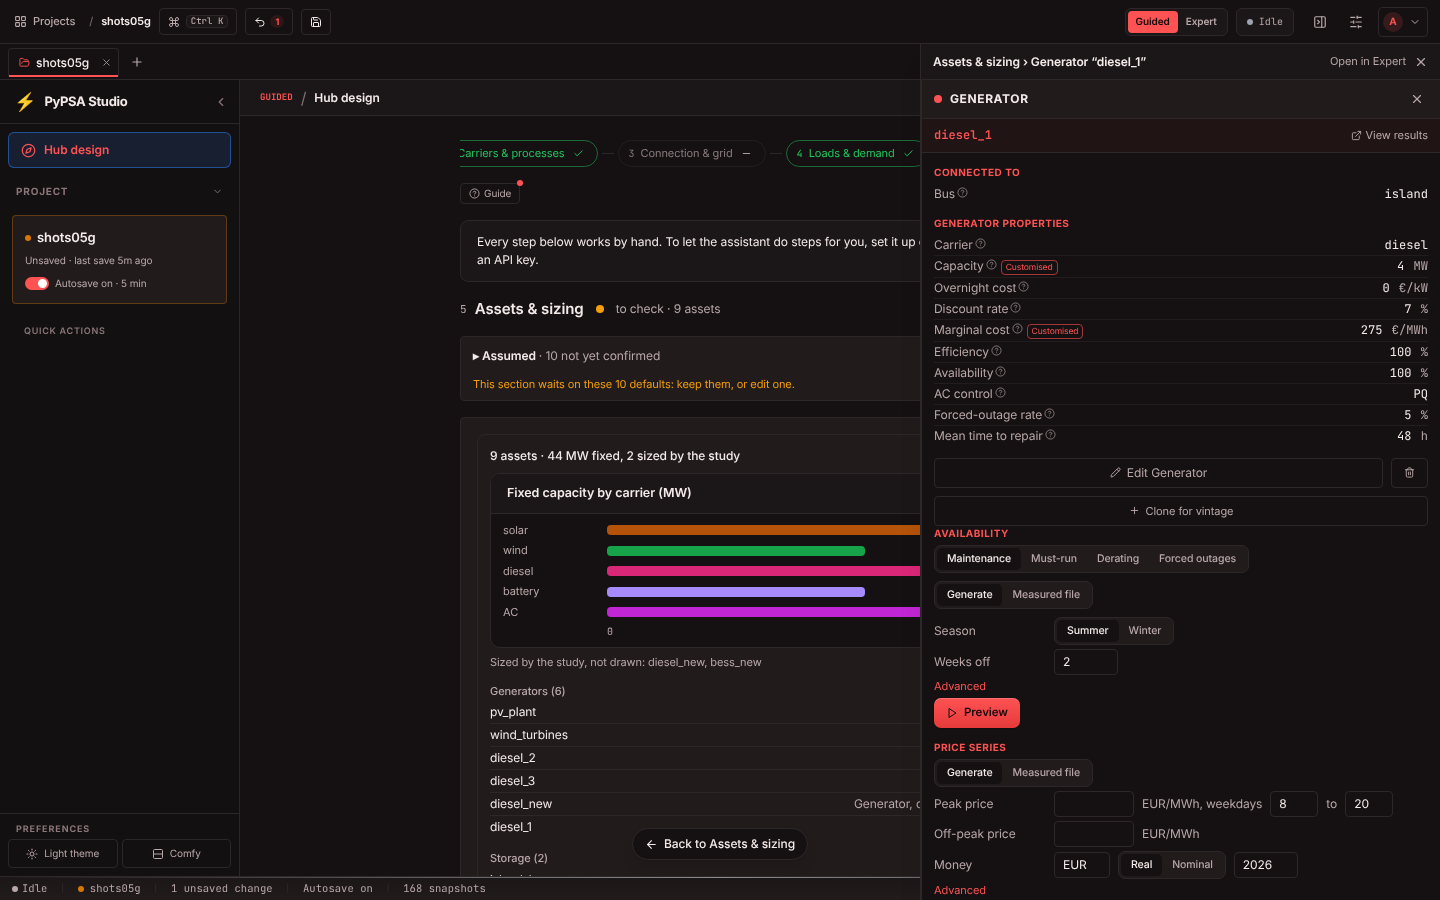 Projects / shots05g ⌘ Ctrl K 1
Guided Expert Idle A
shots05g × +
PyPSA Studio
Hub design
PROJECT
shots05g
Unsaved · last save 5m ago
Autosave on · 5 min
QUICK ACTIONS
PREFERENCES
Light theme Comfy
GUIDED / Hub design
Carriers & processes ✓ — 3 Connection & grid — 4 Loads & demand ✓
Guide
Every step below works by hand. To let the assistant do steps for you, set it up
an API key.
5 Assets & sizing to check · 9 assets
▸ Assumed · 10 not yet confirmed
This section waits on these 10 defaults: keep them, or edit one.
9 assets · 44 MW fixed, 2 sized by the study
Fixed capacity by carrier (MW)
solar
wind
diesel
battery
AC
0
Sized by the study, not drawn: diesel_new, bess_new
Generators (6)
pv_plant
wind_turbines
diesel_2
diesel_3
diesel_new Generator,
diesel_1
← Back to Assets & sizing
Storage (2)
Assets & sizing › Generator “diesel_1” Open in Expert ×
GENERATOR ×
diesel_1 View results
CONNECTED TO
Bus island
GENERATOR PROPERTIES
Carrier diesel
Capacity Customised 4 MW
Overnight cost 0 €/kW
Discount rate 7 %
Marginal cost Customised 275 €/MWh
Efficiency 100 %
Availability 100 %
AC control PQ
Forced-outage rate 5 %
Mean time to repair 48 h
Edit Generator
+ Clone for vintage
AVAILABILITY
Maintenance Must-run Derating Forced outages
Generate Measured file
Season Summer Winter
Weeks off 2
Advanced
Preview
PRICE SERIES
Generate Measured file
Peak price EUR/MWh, weekdays 8 to 20
Off-peak price EUR/MWh
Money EUR Real Nominal 2026
Advanced
Idle shots05g 1 unsaved change Autosave on 168 snapshots